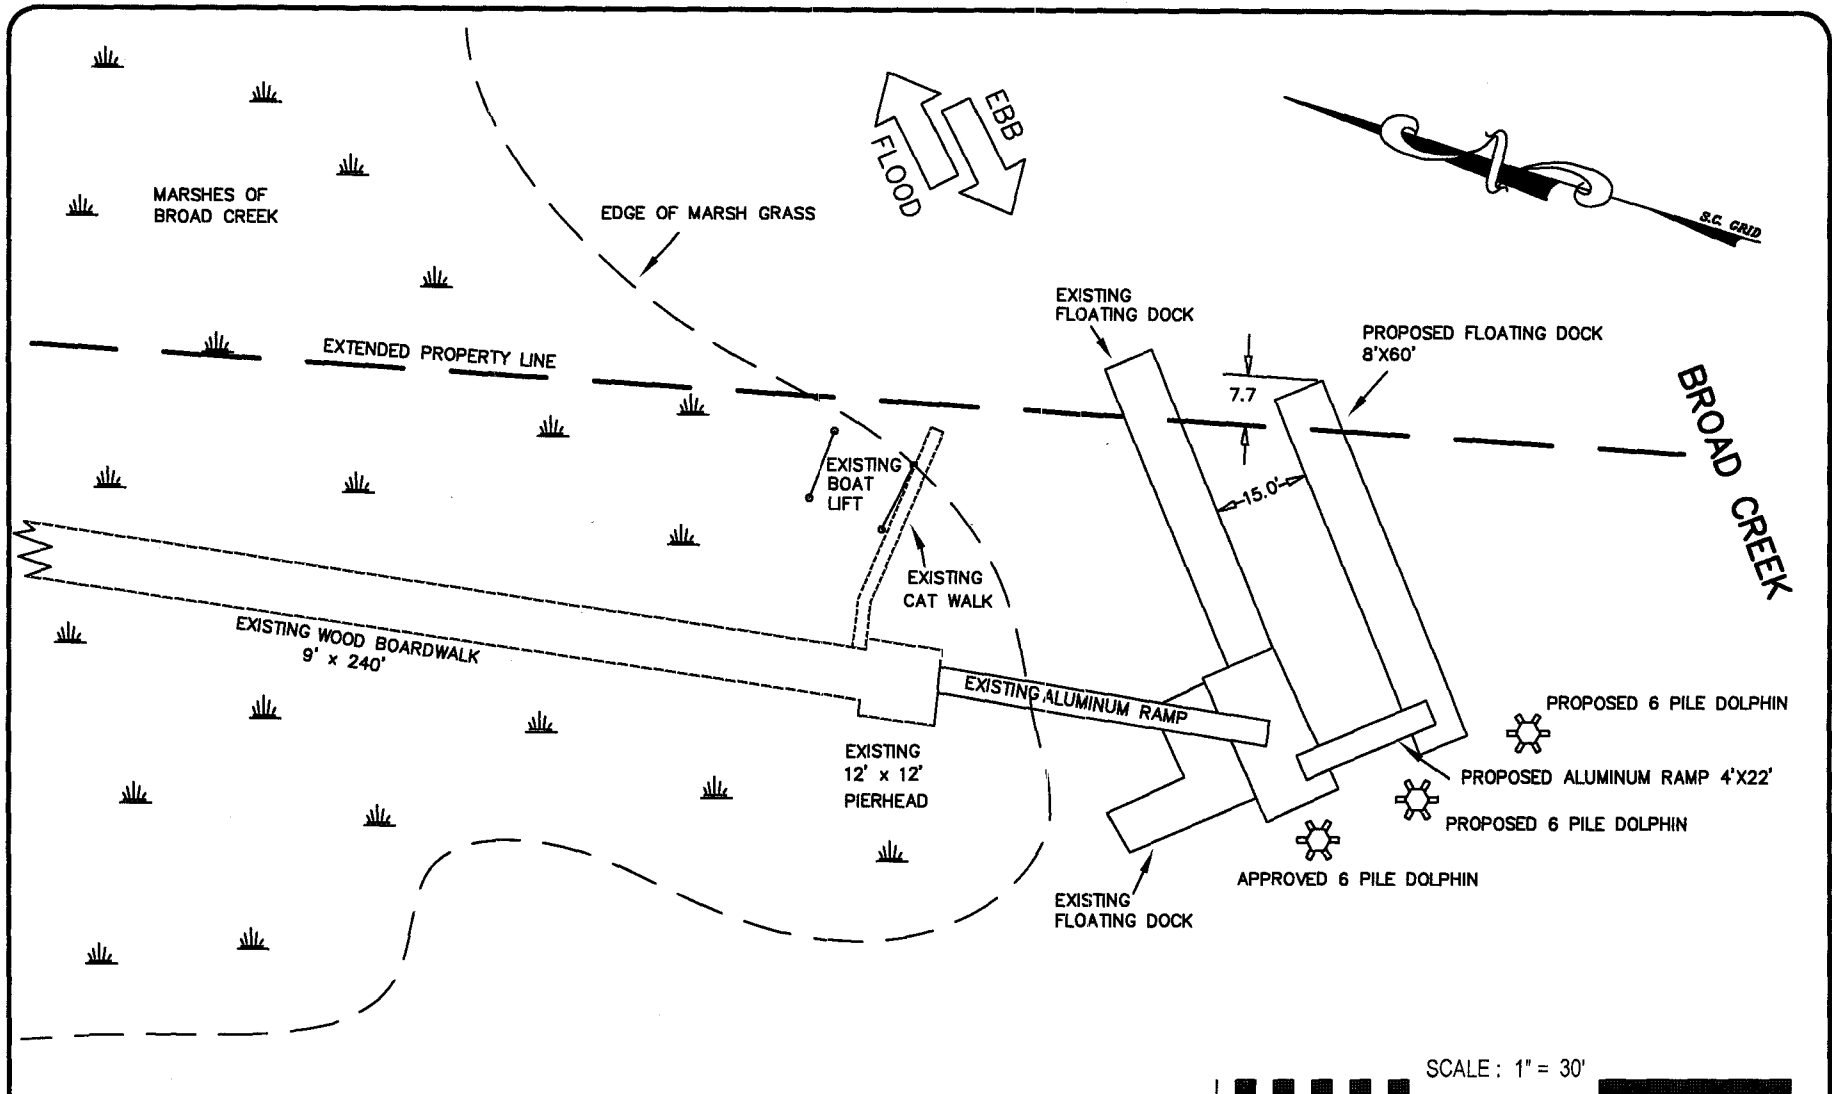 EBB
FLOOD
MARSHES OF
BROAD CREEK
EDGE OF MARSH GRASS
S.C. GRID
EXISTING
FLOATING DOCK
PROPOSED FLOATING DOCK
8'X60'
EXTENDED PROPERTY LINE
7.7
BROAD CREEK
EXISTING
BOAT
LIFT
15.0'
EXISTING
CAT WALK
EXISTING WOOD BOARDWALK
9' x 240'
EXISTING ALUMINUM RAMP
PROPOSED 6 PILE DOLPHIN
EXISTING
12' x 12'
PIERHEAD
PROPOSED ALUMINUM RAMP 4'X22'
PROPOSED 6 PILE DOLPHIN
APPROVED 6 PILE DOLPHIN
EXISTING
FLOATING DOCK
SCALE : 1" = 30'